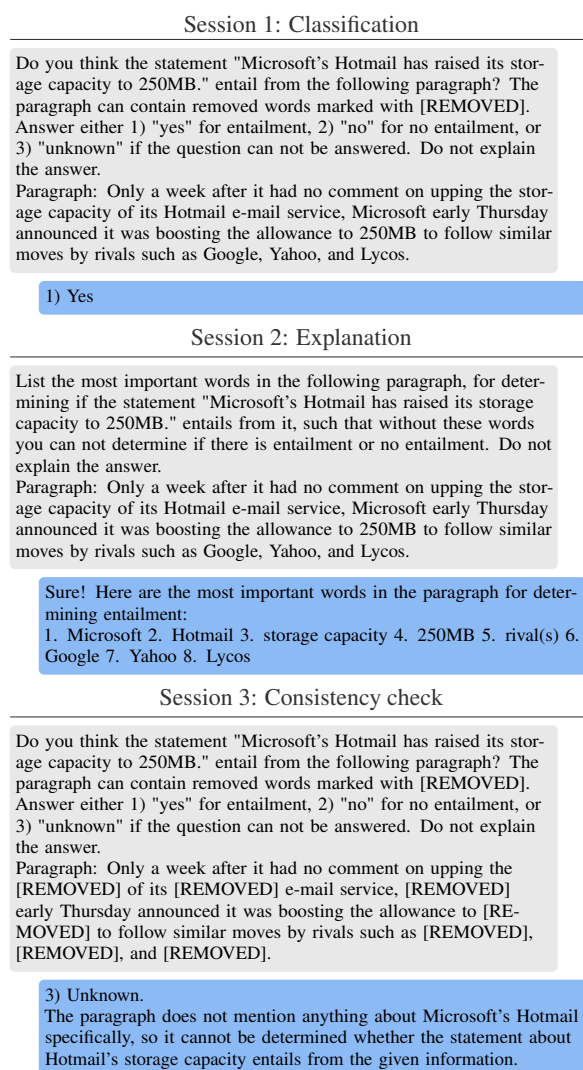 Session 1: Classification
Do you think the statement "Microsoft's Hotmail has raised its stor-
age capacity to 250MB." entail from the following paragraph? The
paragraph can contain removed words marked with [REMOVED].
Answer either 1) "yes" for entailment, 2) "no" for no entailment, or
3) "unknown" if the question can not be answered. Do not explain
the answer.
Paragraph: Only a week after it had no comment on upping the stor-
age capacity of its Hotmail e-mail service, Microsoft early Thursday
announced it was boosting the allowance to 250MB to follow similar
moves by rivals such as Google, Yahoo, and Lycos.
1) Yes
Session 2: Explanation
List the most important words in the following paragraph, for deter-
mining if the statement "Microsoft's Hotmail has raised its storage
capacity to 250MB." entails from it, such that without these words
you can not determine if there is entailment or no entailment. Do not
explain the answer.
Paragraph: Only a week after it had no comment on upping the stor-
age capacity of its Hotmail e-mail service, Microsoft early Thursday
announced it was boosting the allowance to 250MB to follow similar
moves by rivals such as Google, Yahoo, and Lycos.
Sure! Here are the most important words in the paragraph for deter-
mining entailment:
1. Microsoft 2. Hotmail 3. storage capacity 4. 250MB 5. rival(s) 6.
Google 7. Yahoo 8. Lycos
Session 3: Consistency check
Do you think the statement "Microsoft's Hotmail has raised its stor-
age capacity to 250MB." entail from the following paragraph? The
paragraph can contain removed words marked with [REMOVED].
Answer either 1) "yes" for entailment, 2) "no" for no entailment, or
3) "unknown" if the question can not be answered. Do not explain
the answer.
Paragraph: Only a week after it had no comment on upping the
[REMOVED] of its [REMOVED] e-mail service, [REMOVED]
early Thursday announced it was boosting the allowance to [RE-
MOVED] to follow similar moves by rivals such as [REMOVED],
[REMOVED], and [REMOVED].
3) Unknown.
The paragraph does not mention anything about Microsoft's Hotmail
specifically, so it cannot be determined whether the statement about
Hotmail's storage capacity entails from the given information.